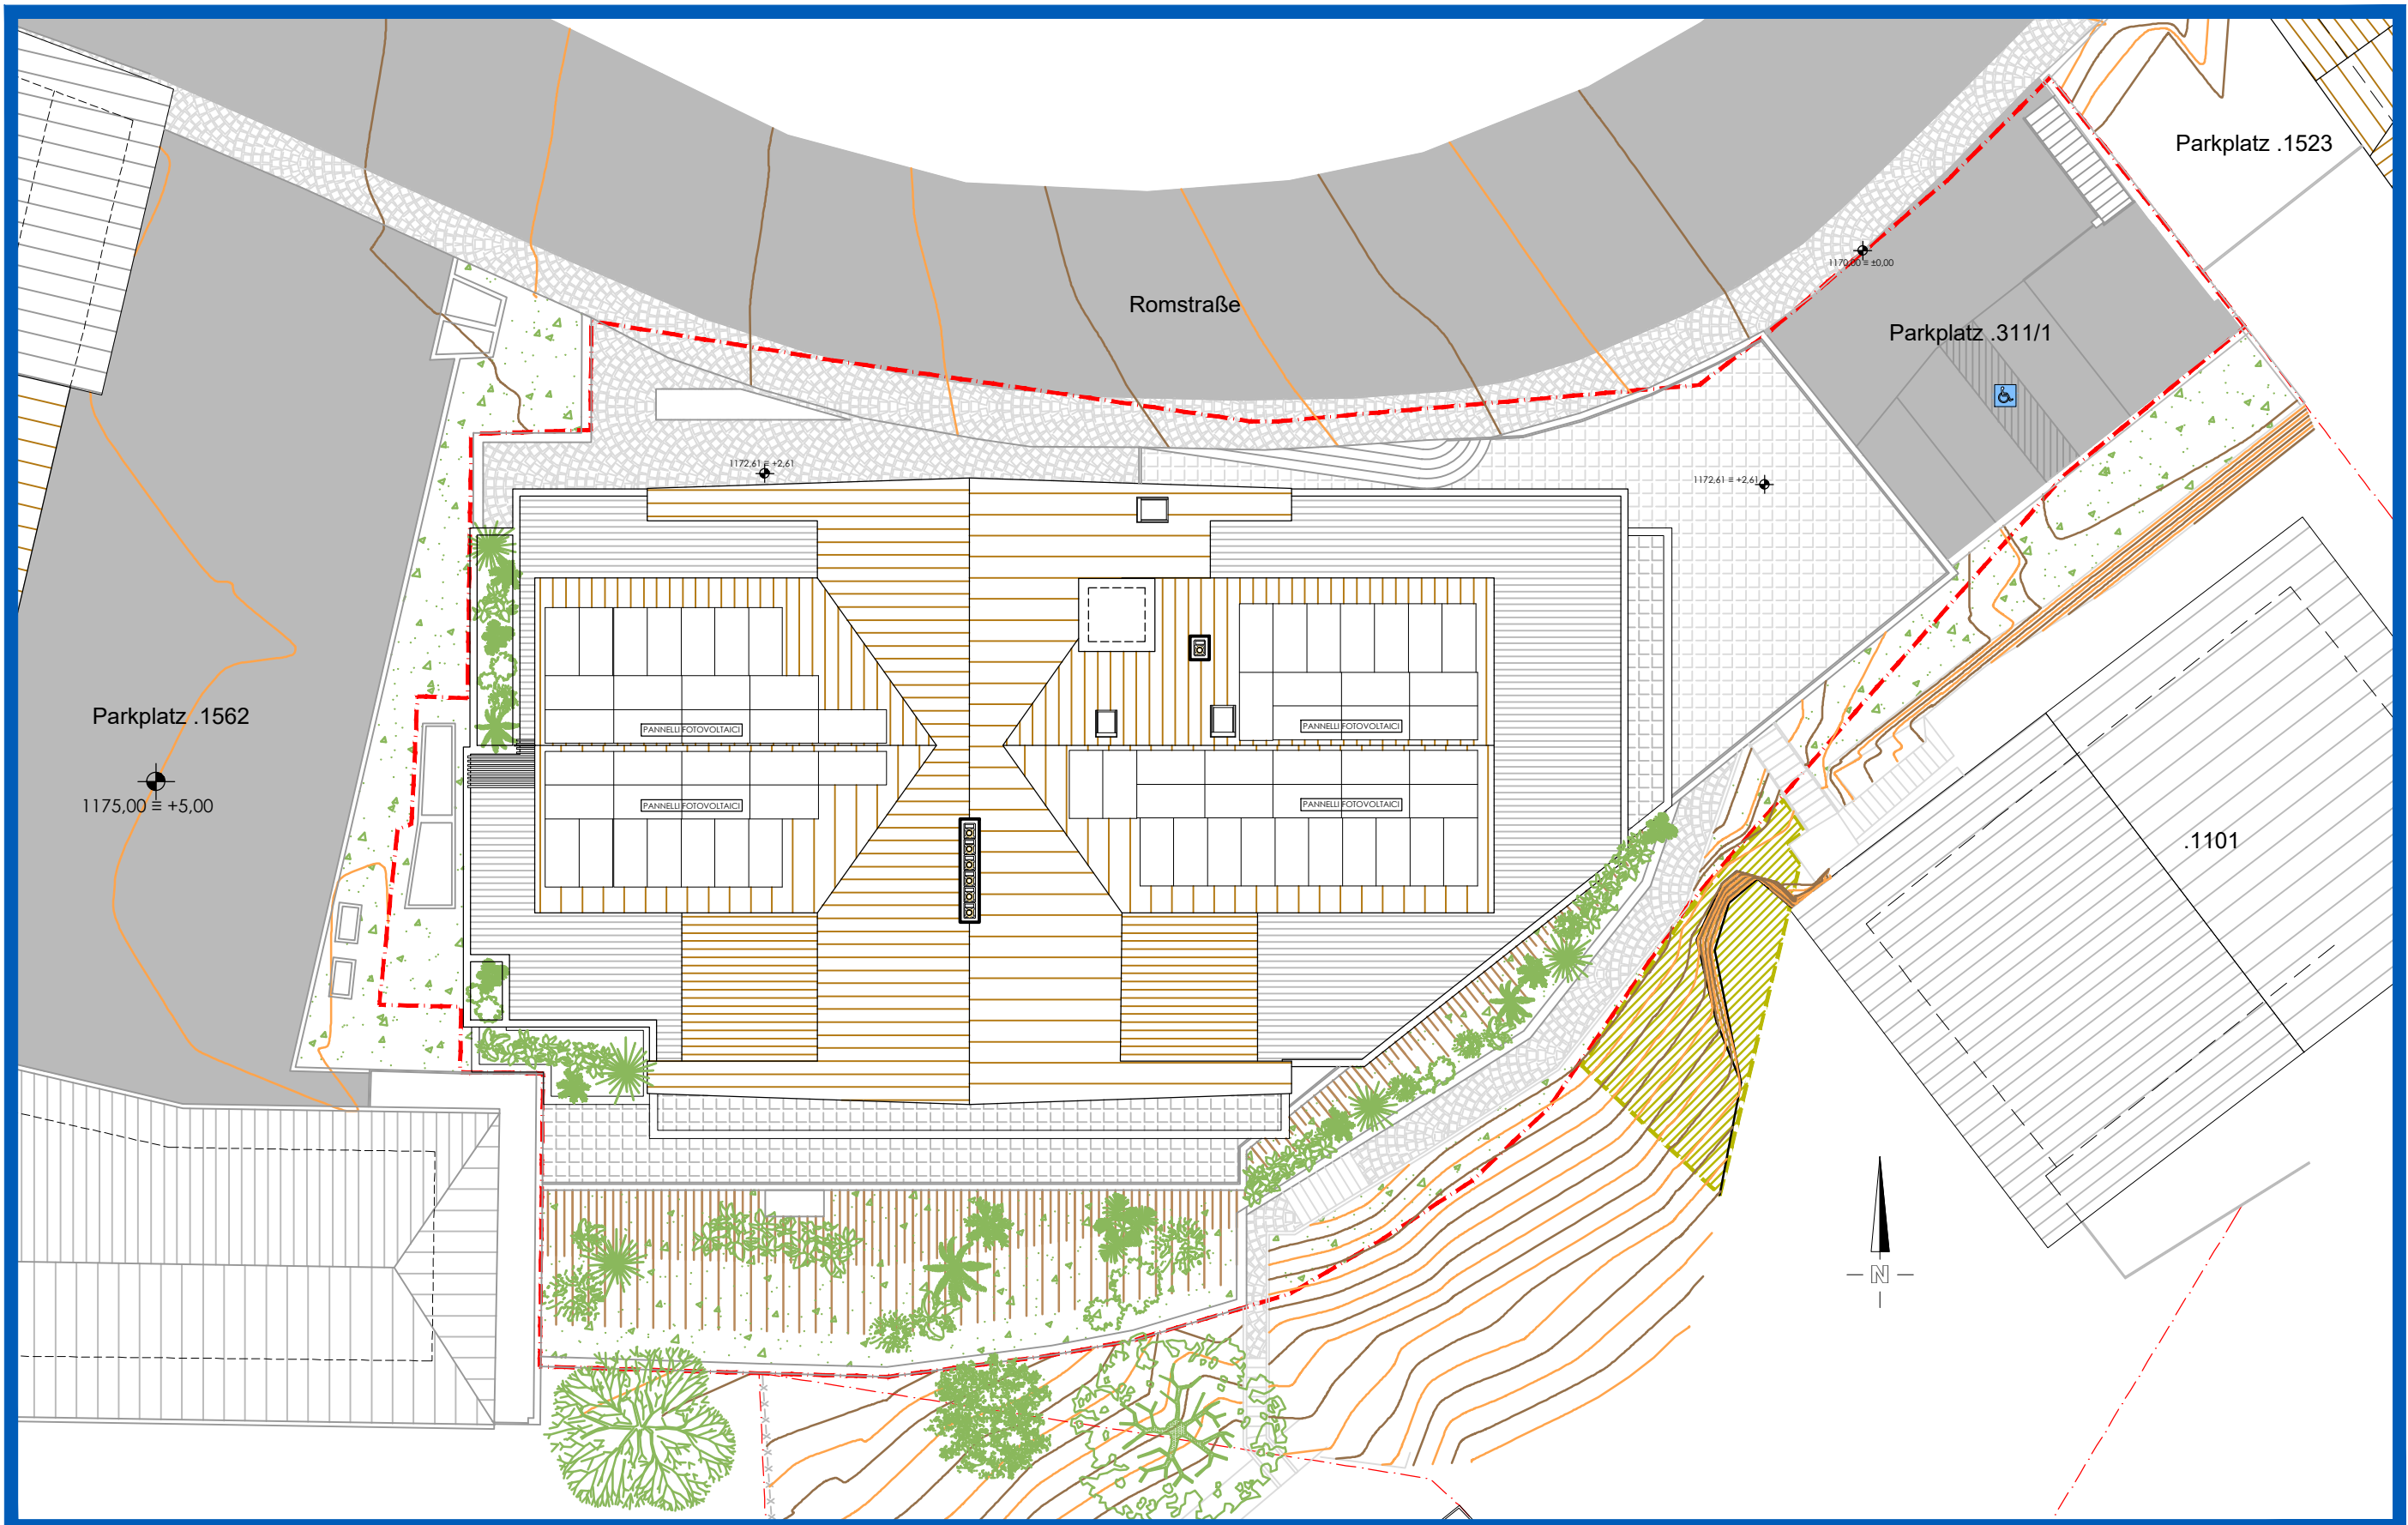 Parkplatz .1523
1170,00 ≡ ±0,00
Romstraße
Parkplatz .311/1
1172,61 ≡ +2,61
1172,61 ≡ +2,61
Parkplatz .1562
PANNELLI FOTOVOLTAICI
PANNELLI FOTOVOLTAICI
1175,00 ≡ +5,00
PANNELLI FOTOVOLTAICI
PANNELLI FOTOVOLTAICI
.1101
N